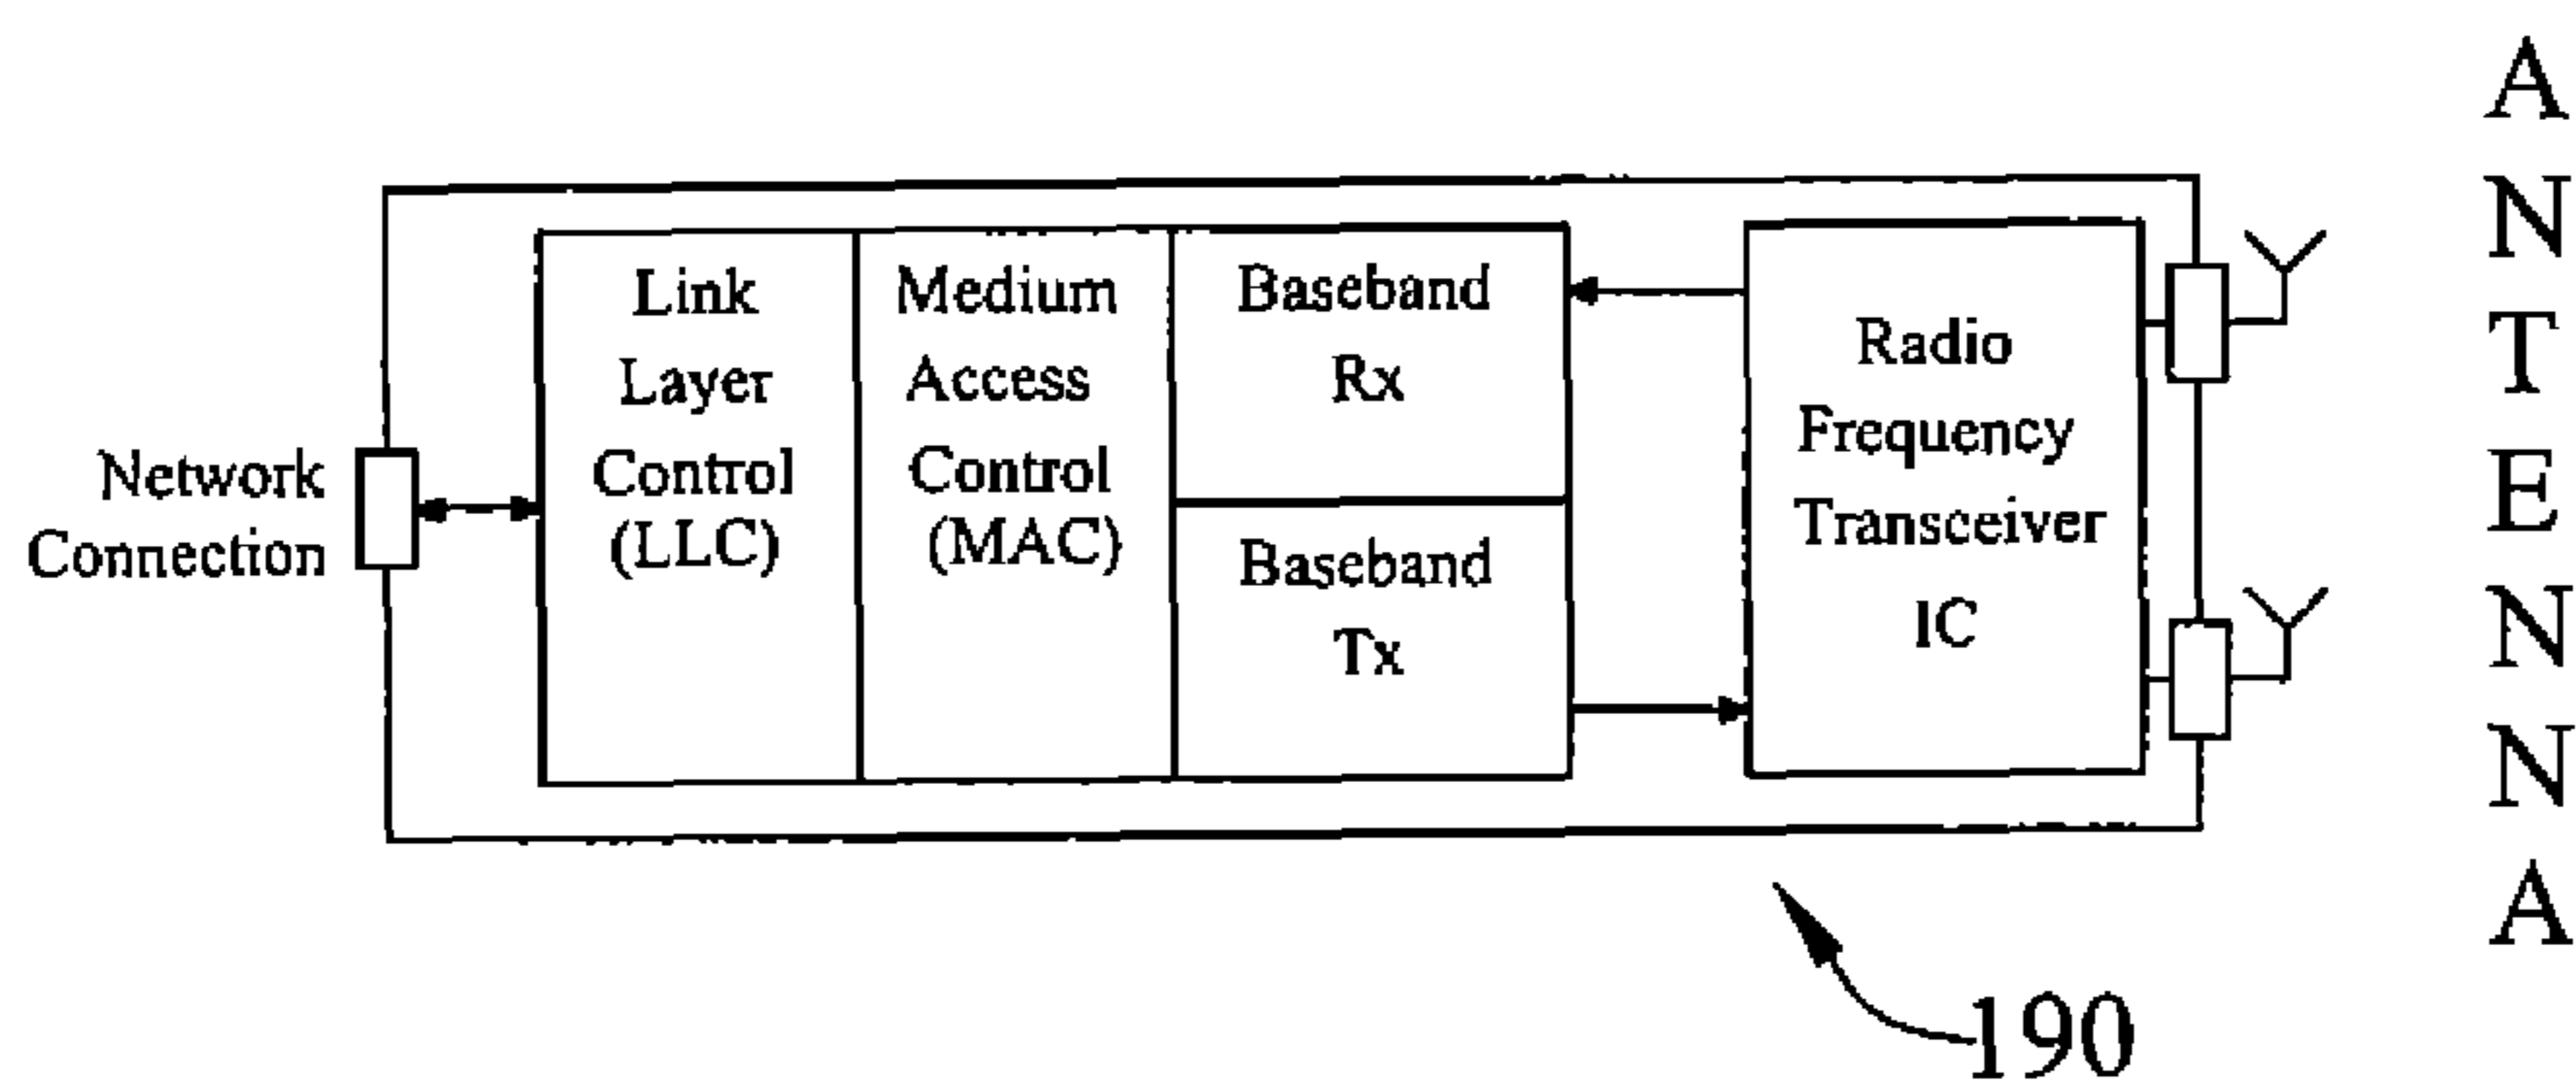 Network
Connection
Link
Layer
Control
(LLC)
Medium
Access
Control
(MAC)
Baseband
Rx
Baseband
Tx
Radio
Frequency
Transceiver
IC
ANTENNA
190